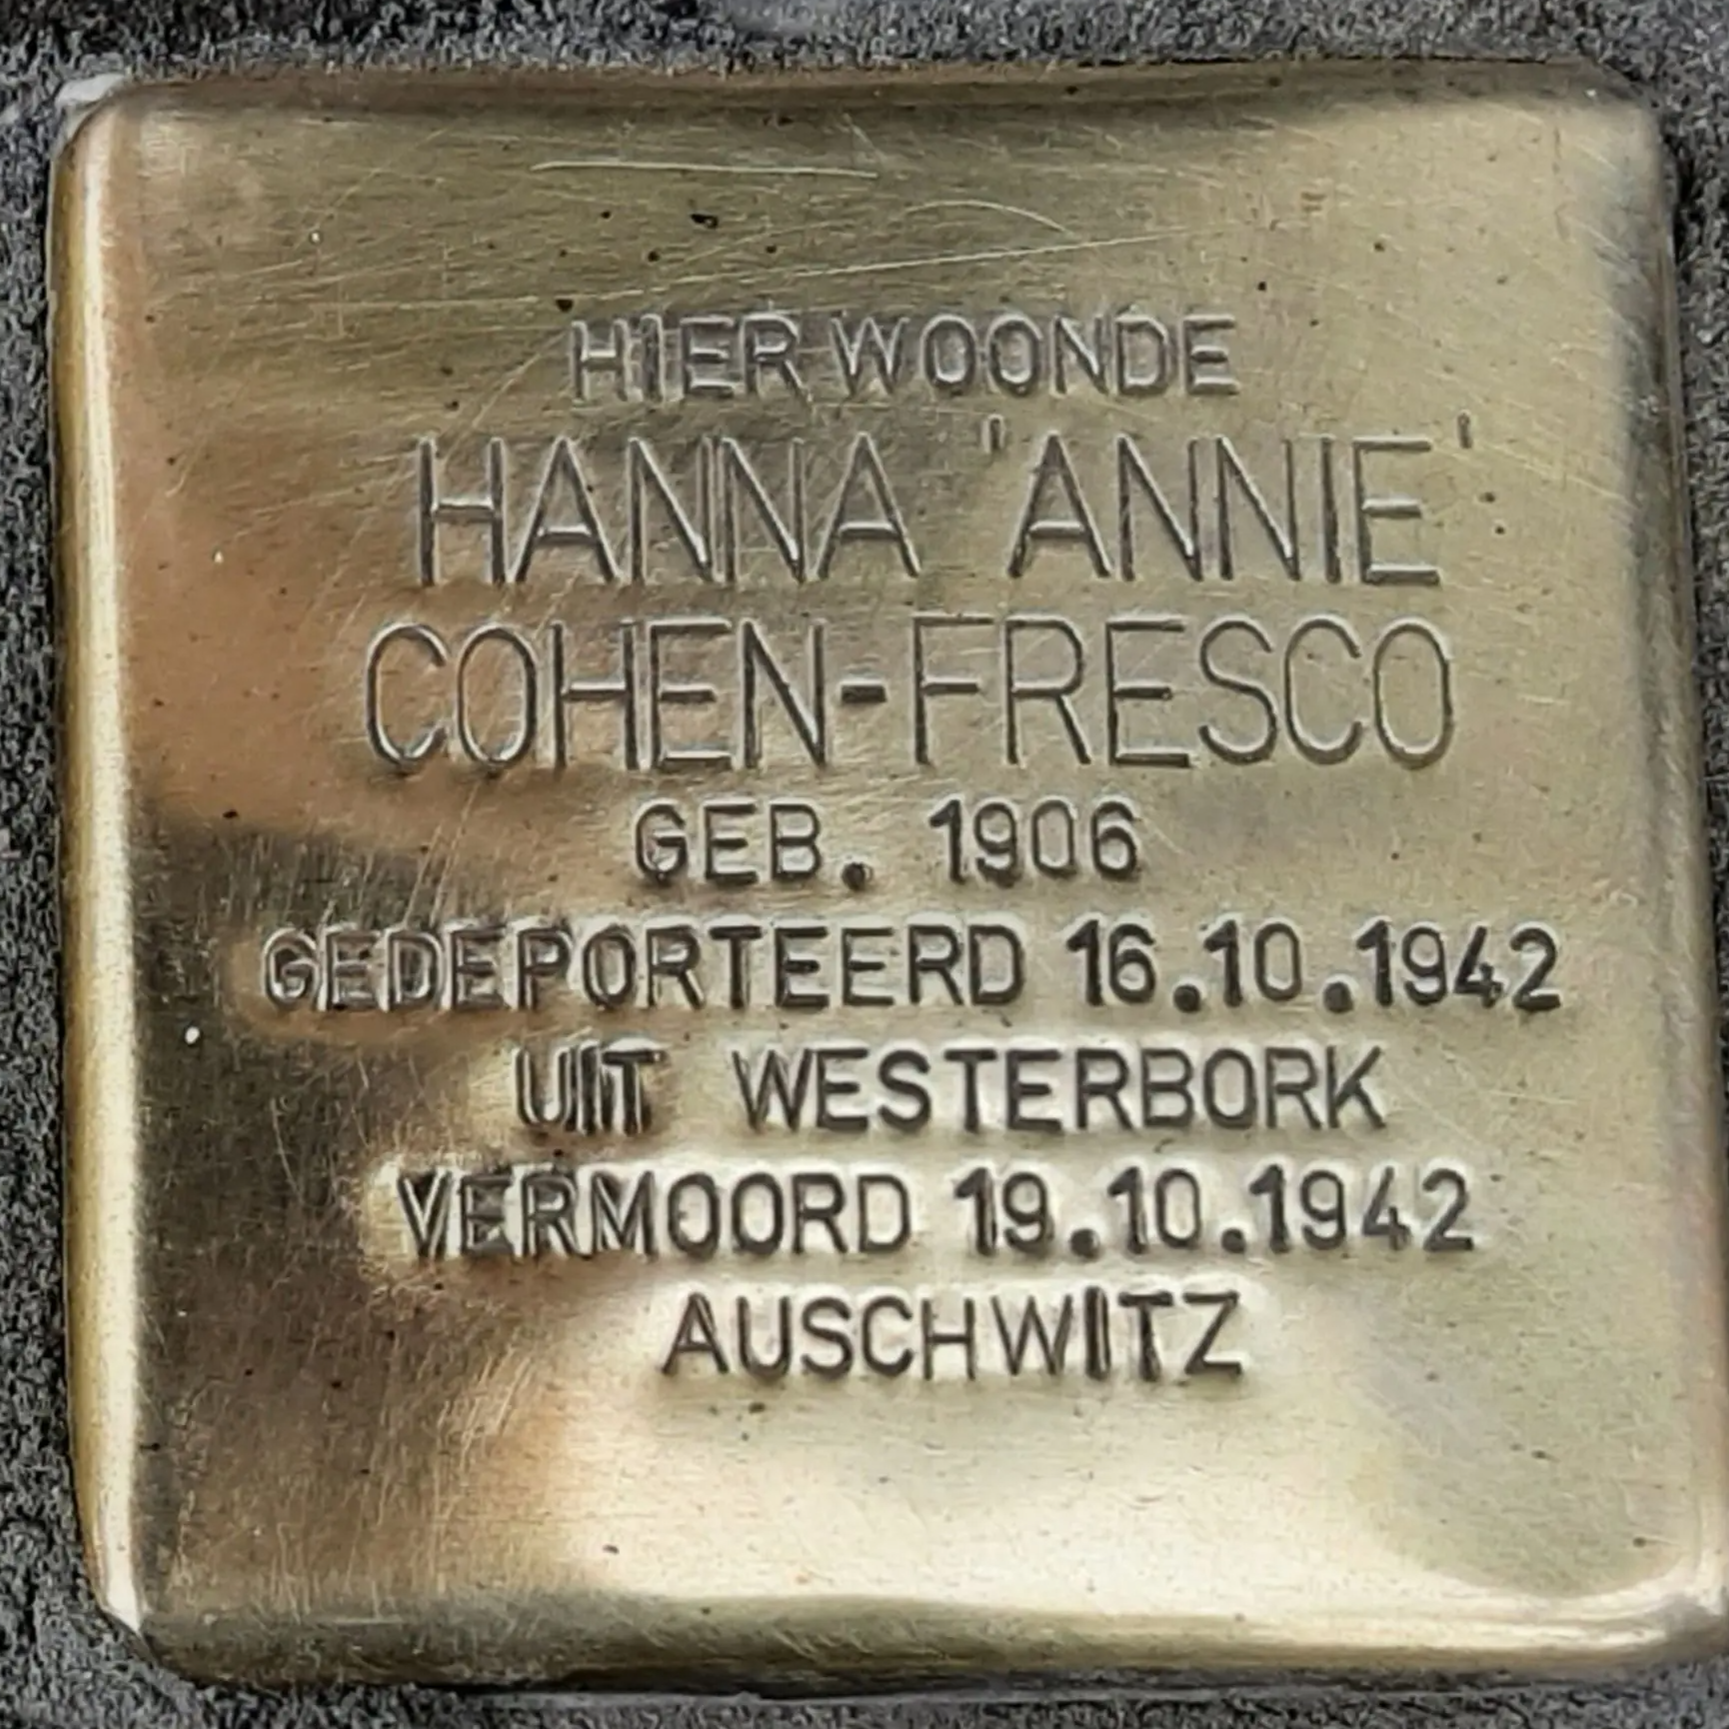 HIER WOONDE
HANNA 'ANNIE'
COHEN-FRESCO
GEB. 1906
GEDEPORTEERD 16.10.1942
UIT WESTERBORK
VERMOORD 19.10.1942
AUSCHWITZ